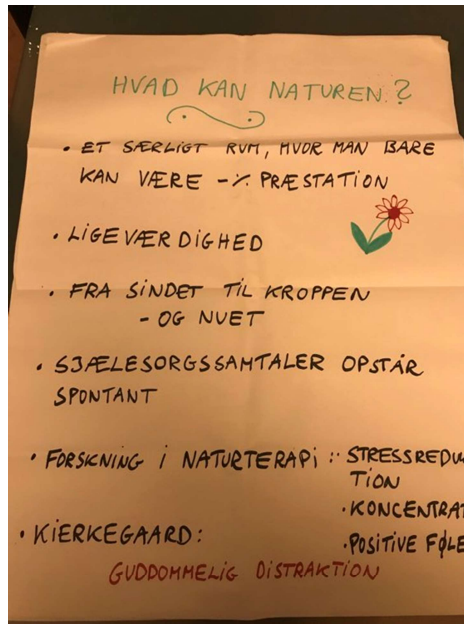 HVAD KAN NATUREN?
• ET SÆRLIGT RUM, HVOR MAN BARE
KAN VÆRE - ⁒ PRÆSTATION
• LIGEVÆRDIGHED
• FRA SINDET TIL KROPPEN
- OG NUET
• SJÆLESORGSSAMTALER OPSTÅR
SPONTANT
• FORSKNING I NATURTERAPI :· STRESSREDU
TION
• KONCENTRAT
• POSITIVE FØLE
• KIERKEGAARD:
GUDDOMMELIG DISTRAKTION